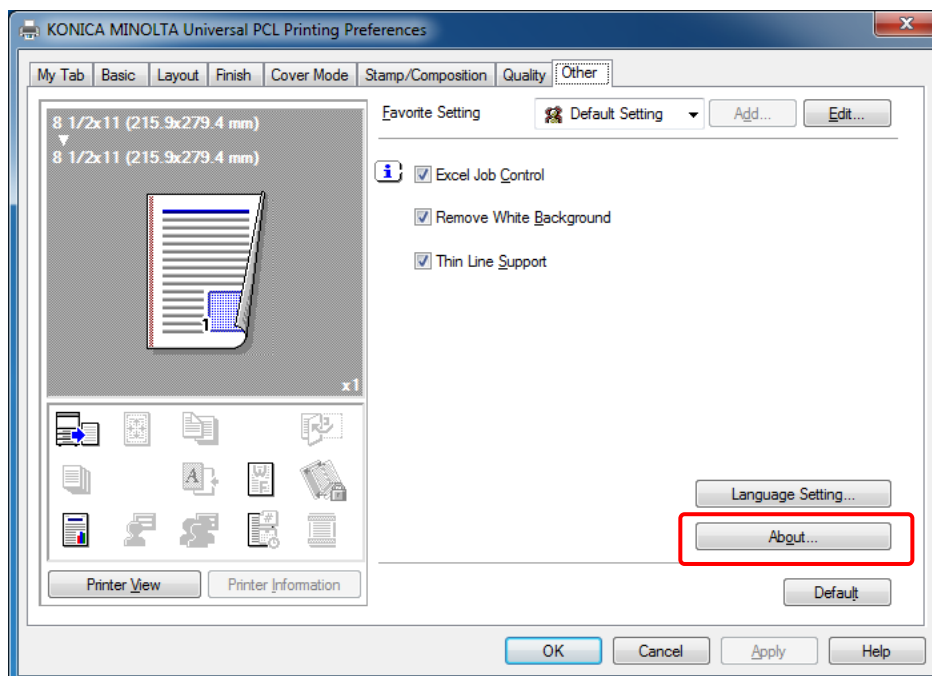 KONICA MINOLTA Universal PCL Printing Preferences
My Tab Basic Layout Finish Cover Mode Stamp/Composition Quality Other
8 1/2x11 (215.9x279.4 mm)
8 1/2x11 (215.9x279.4 mm)
1
x1
Favorite Setting Default Setting Add... Edit...
Excel Job Control
Remove White Background
Thin Line Support
Language Setting...
About...
Printer View Printer Information
Default
OK Cancel Apply Help